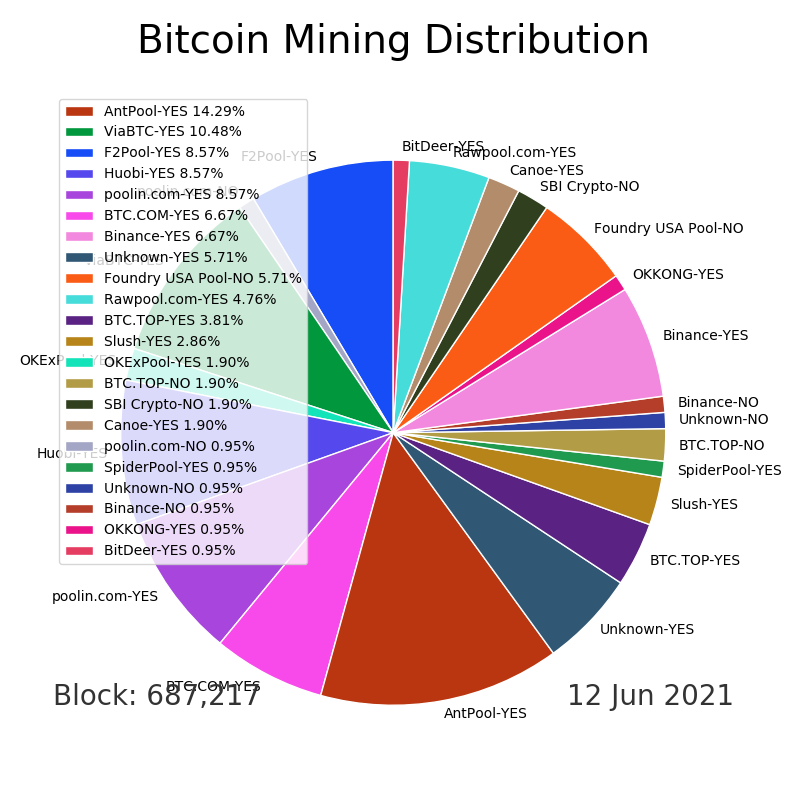 Bitcoin Mining Distribution
AntPool-YES 14.29%
ViaBTC-YES 10.48%
F2Pool-YES 8.57%
Huobi-YES 8.57%
poolin.com-YES 8.57%
BTC.COM-YES 6.67%
Binance-YES 6.67%
Unknown-YES 5.71%
Foundry USA Pool-NO 5.71%
Rawpool.com-YES 4.76%
BTC.TOP-YES 3.81%
Slush-YES 2.86%
OKExPool-YES 1.90%
BTC.TOP-NO 1.90%
SBI Crypto-NO 1.90%
Canoe-YES 1.90%
poolin.com-NO 0.95%
SpiderPool-YES 0.95%
Unknown-NO 0.95%
Binance-NO 0.95%
OKKONG-YES 0.95%
BitDeer-YES 0.95%
F2Pool-YES
poolin.com-NO
ViaBTC-YES
OKExPool-YES
Huobi-YES
poolin.com-YES
BTC.COM-YES
AntPool-YES
BitDeer-YES
Rawpool.com-YES
Canoe-YES
SBI Crypto-NO
Foundry USA Pool-NO
OKKONG-YES
Binance-YES
Binance-NO
Unknown-NO
BTC.TOP-NO
SpiderPool-YES
Slush-YES
BTC.TOP-YES
Unknown-YES
Block: 687,217
12 Jun 2021